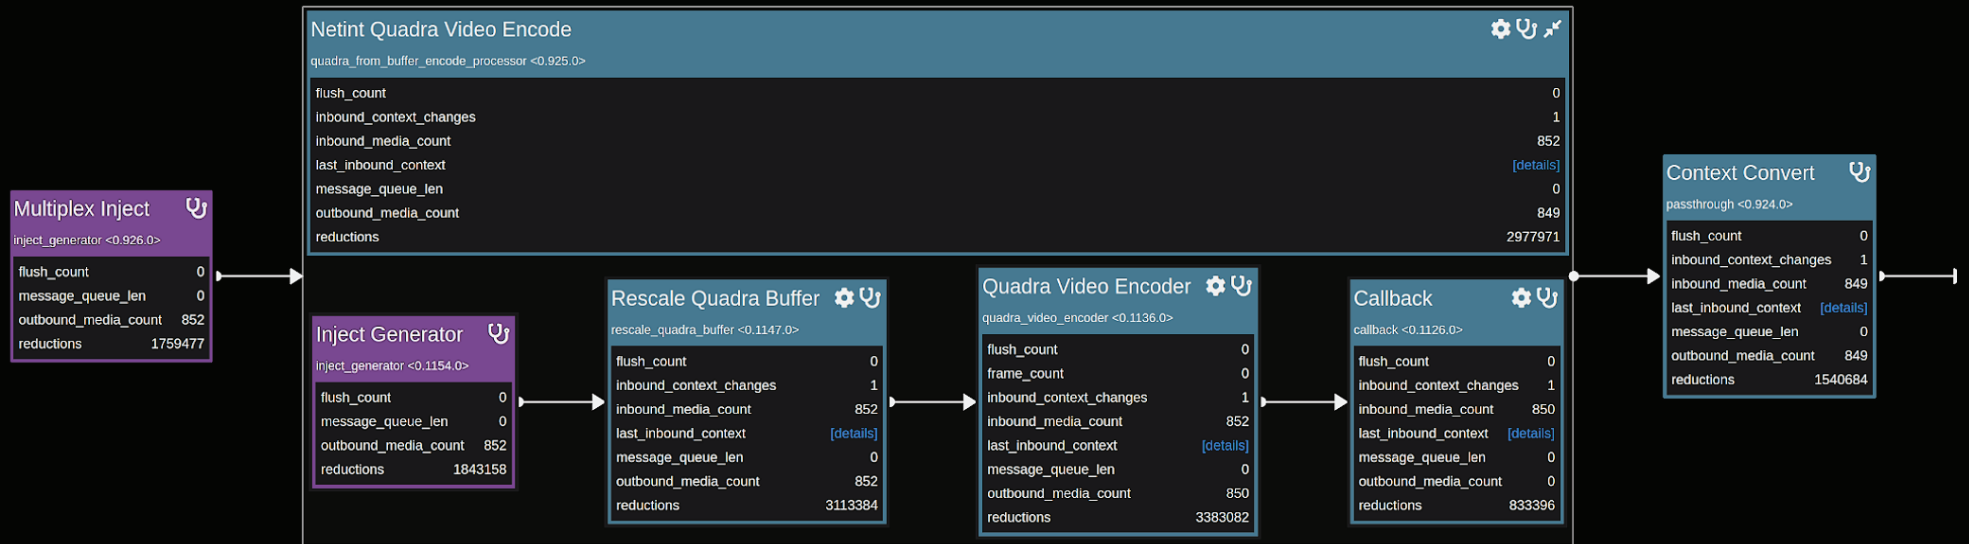 Netint Quadra Video Encode
quadra_from_buffer_encode_processor <0.925.0>
flush_count 0
inbound_context_changes 1
inbound_media_count 852
last_inbound_context [details]
message_queue_len 0
outbound_media_count 849
reductions 2977971
Multiplex Inject
inject_generator <0.926.0>
flush_count 0
message_queue_len 0
outbound_media_count 852
reductions 1759477
Inject Generator
inject_generator <0.1154.0>
flush_count 0
message_queue_len 0
outbound_media_count 852
reductions 1843158
Rescale Quadra Buffer
rescale_quadra_buffer <0.1147.0>
flush_count 0
inbound_context_changes 1
inbound_media_count 852
last_inbound_context [details]
message_queue_len 0
outbound_media_count 852
reductions 3113384
Quadra Video Encoder
quadra_video_encoder <0.1136.0>
flush_count 0
frame_count 0
inbound_context_changes 1
inbound_media_count 852
last_inbound_context [details]
message_queue_len 0
outbound_media_count 850
reductions 3383082
Callback
callback <0.1126.0>
flush_count 0
inbound_context_changes 1
inbound_media_count 850
last_inbound_context [details]
message_queue_len 0
outbound_media_count 0
reductions 833396
Context Convert
passthrough <0.924.0>
flush_count 0
inbound_context_changes 1
inbound_media_count 849
last_inbound_context [details]
message_queue_len 0
outbound_media_count 849
reductions 1540684